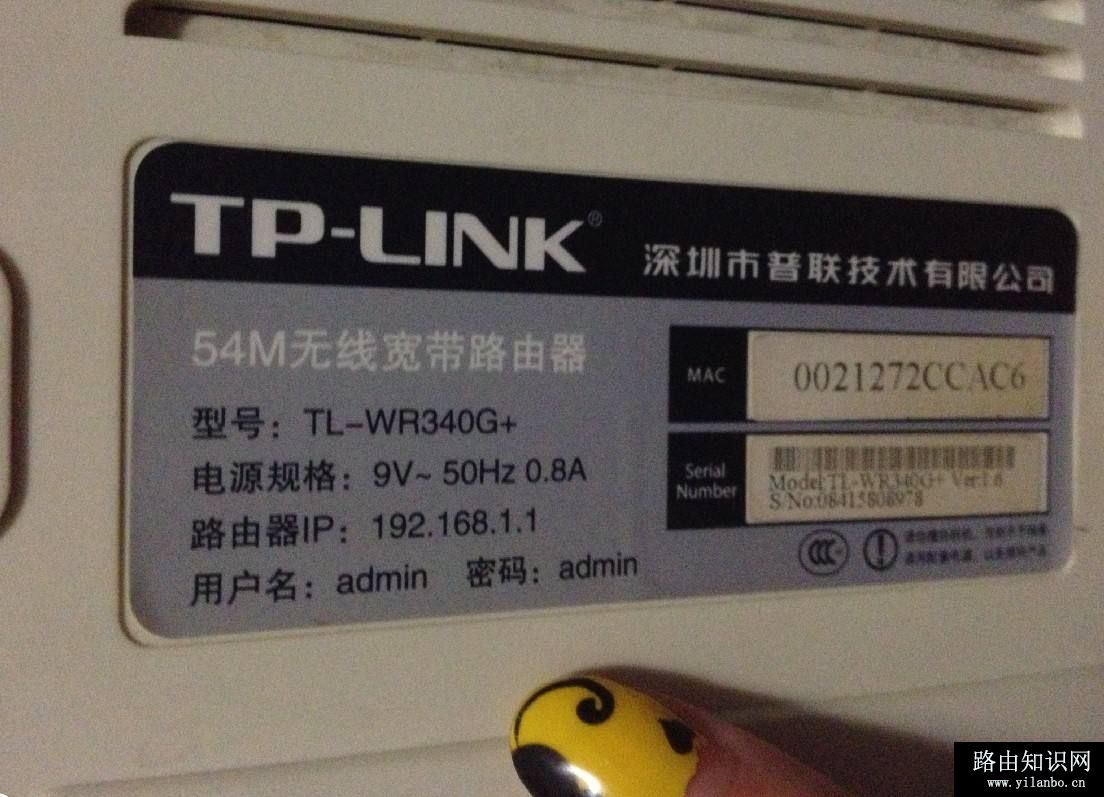 TP-LINK®
深圳市普联技术有限公司
54M无线宽带路由器
型号：TL-WR340G+
电源规格：9V~ 50Hz 0.8A
路由器IP：192.168.1.1
用户名：admin 密码：admin
MAC
0021272CCAC6
Serial
Number
Model:TL-WR340G+ Ver:1.6
S/No:08415808978
CCC
路由知识网
www.yilanbo.cn